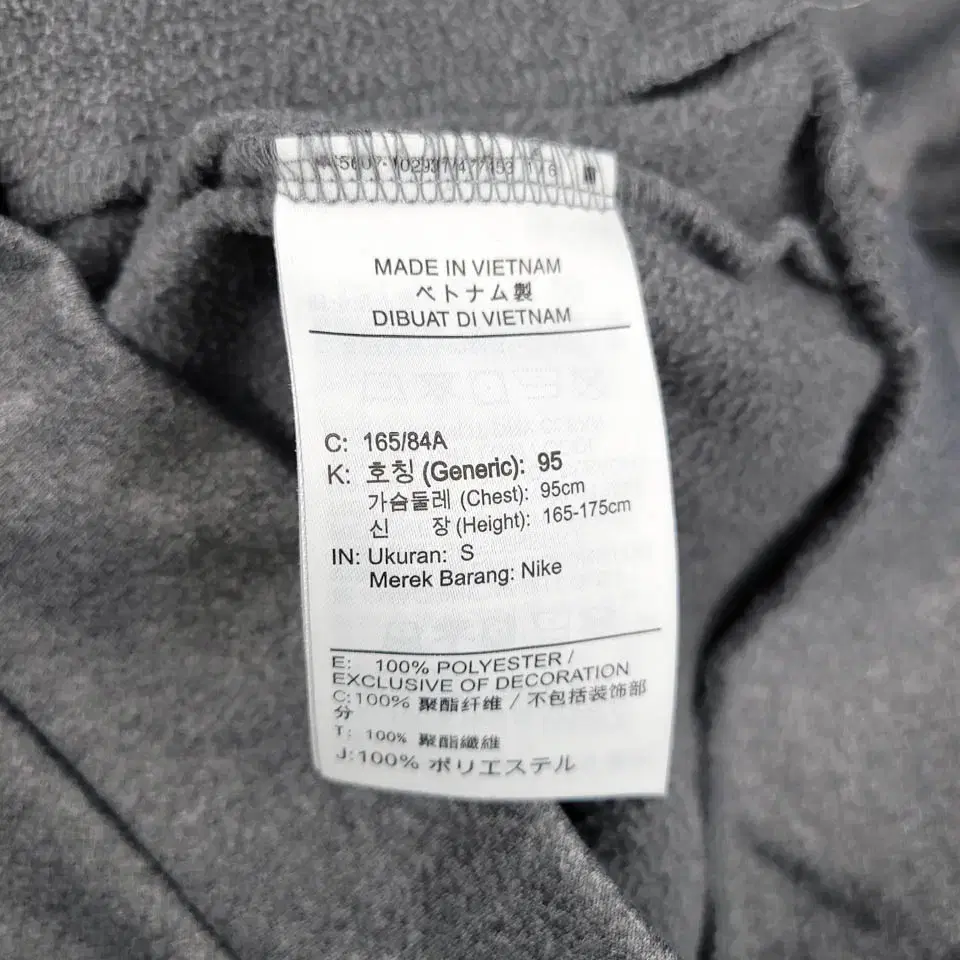 MADE IN VIETNAM
ベトナム製
DIBUAT DI VIETNAM
C: 165/84A
K: 호칭 (Generic): 95
가슴둘레 (Chest): 95cm
신 장 (Height): 165-175cm
IN: Ukuran: S
Merek Barang: Nike
E: 100% POLYESTER /
EXCLUSIVE OF DECORATION
C:100% 聚酯纤维 / 不包括装饰部
分
T: 100% 聚酯纖維
J:100% ポリエステル